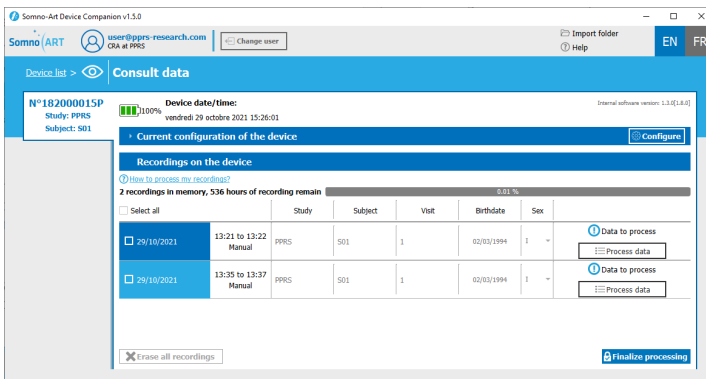 Somno-Art Device Companion v1.5.0
Somno ART
user@pprs-research.com
CRA at PPRS
Change user
Import folder
Help
EN
FR
Device list > Consult data
N°182000015P
Study: PPRS
Subject: S01
100%
Device date/time:
vendredi 29 octobre 2021 15:26:01
Internal software version: 1.3.0[1.8.0]
Current configuration of the device
Configure
Recordings on the device
How to process my recordings?
2 recordings in memory, 536 hours of recording remain
0.01 %
Select all Study Subject Visit Birthdate Sex
29/10/2021 13:21 to 13:22 Manual PPRS S01 1 02/03/1994 I Data to process
Process data
29/10/2021 13:35 to 13:37 Manual PPRS S01 1 02/03/1994 I Data to process
Process data
Erase all recordings
Finalize processing